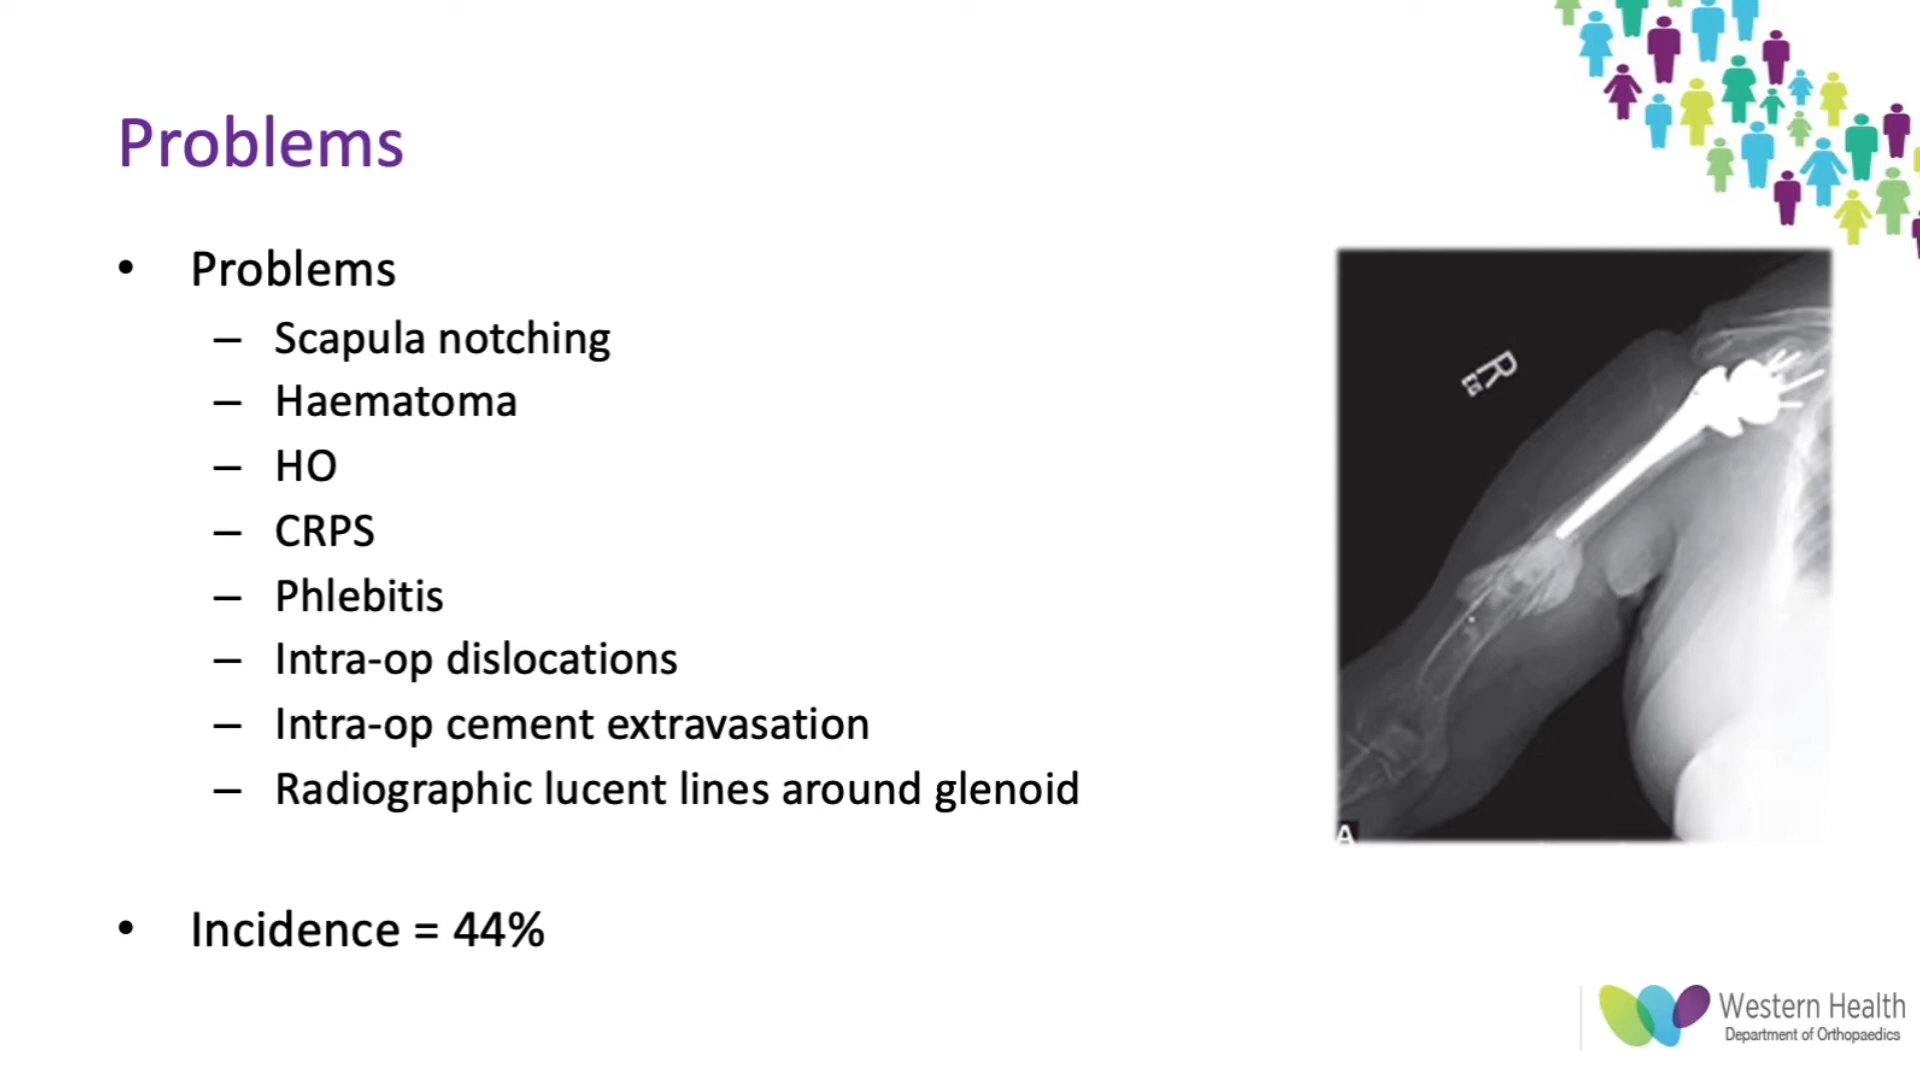 Problems
• Problems
– Scapula notching
– Haematoma
– HO
– CRPS
– Phlebitis
– Intra-op dislocations
– Intra-op cement extravasation
– Radiographic lucent lines around glenoid
• Incidence = 44%
R
A
Western Health
Department of Orthopaedics